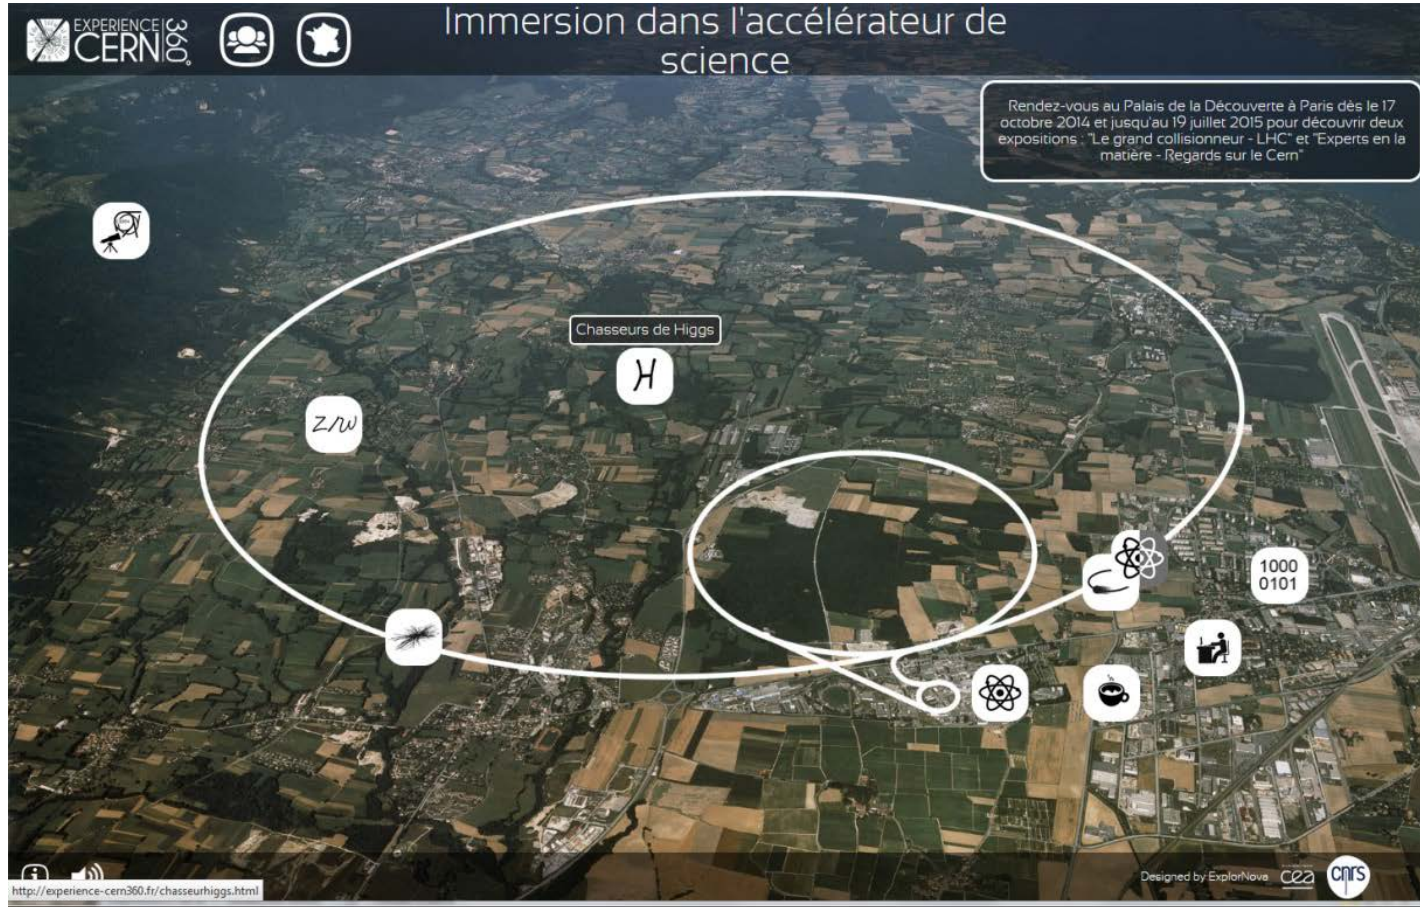 EXPERIENCE
CERN
360°
Immersion dans l'accélérateur de
science
Rendez-vous au Palais de la Découverte à Paris dès le 17
octobre 2014 et jusqu'au 19 juillet 2015 pour découvrir deux
expositions : "Le grand collisionneur - LHC" et "Experts en la
matière - Regards sur le Cern"
Chasseurs de Higgs
H
Z/W
1000
0101
http://experience-cern360.fr/chasseurhiggs.html
Designed by ExplorNova
cea
cnrs